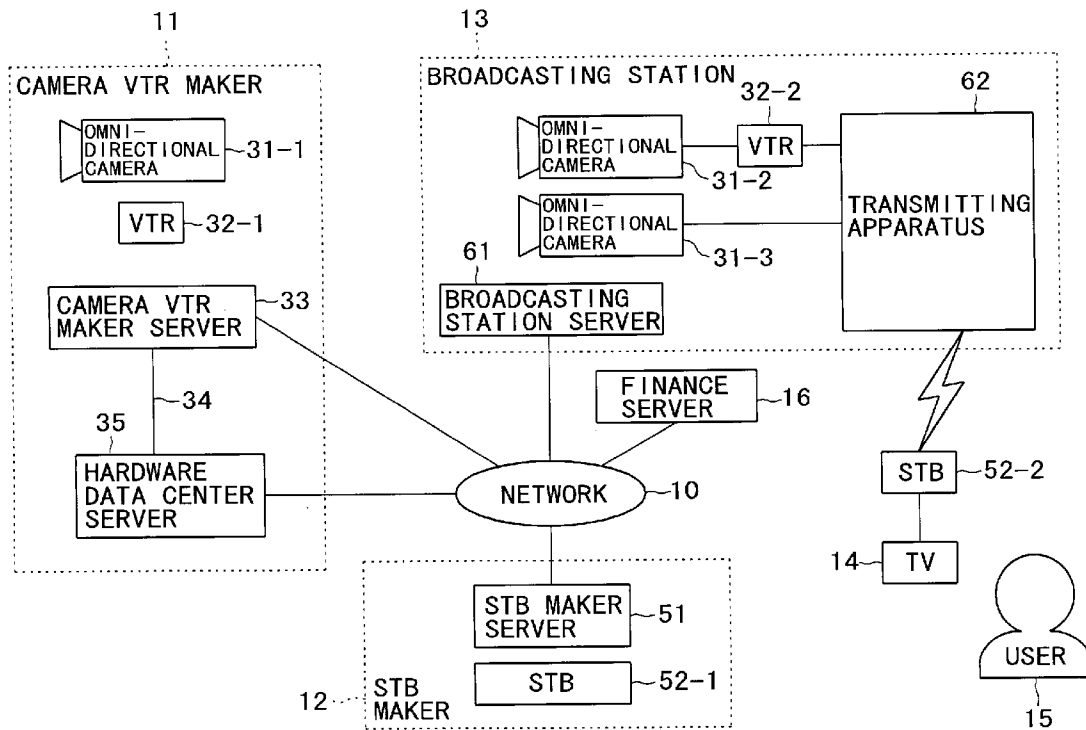 11
CAMERA VTR MAKER
OMNI-
DIRECTIONAL
CAMERA
31-1
VTR
32-1
CAMERA VTR
MAKER SERVER
33
34
35
HARDWARE
DATA CENTER
SERVER
13
BROADCASTING STATION
OMNI-
DIRECTIONAL
CAMERA
31-2
32-2
VTR
62
TRANSMITTING
APPARATUS
OMNI-
DIRECTIONAL
CAMERA
31-3
61
BROADCASTING
STATION SERVER
FINANCE
SERVER
16
NETWORK
10
STB
52-2
14
TV
USER
15
STB MAKER
SERVER
51
STB
52-1
12
STB
MAKER